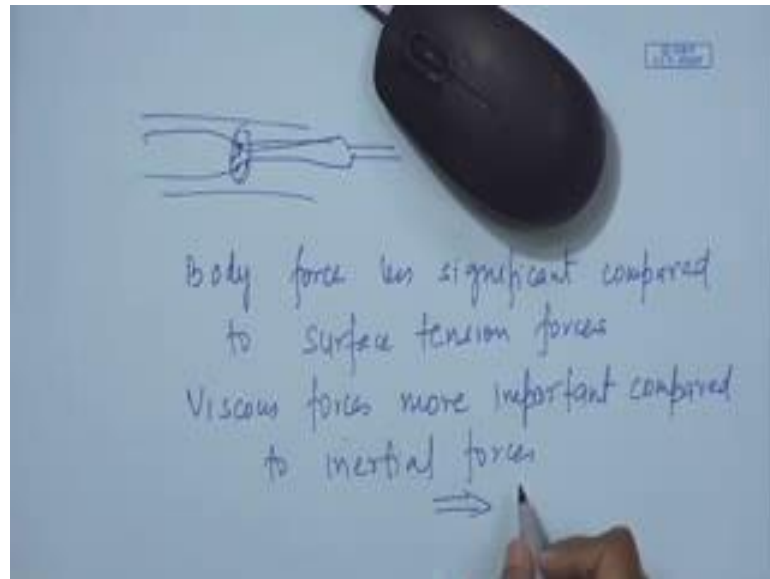 Body force less significant compared
to surface tension forces
Viscous forces more important compared
to inertial forces
⇒